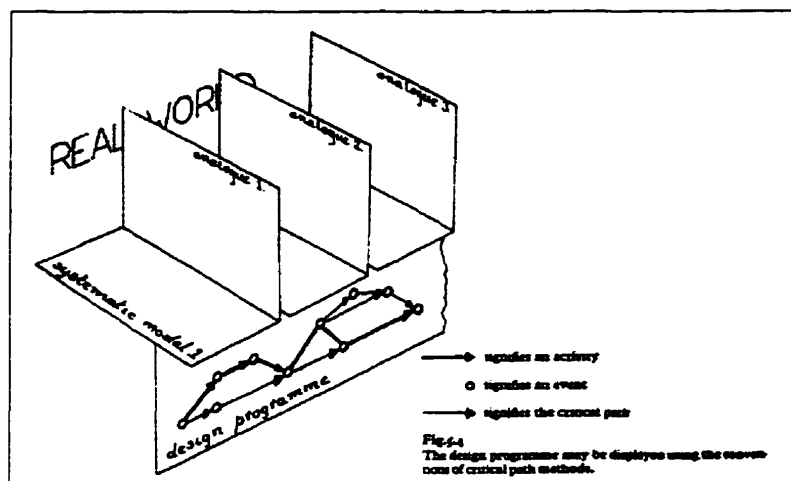 REAL WORLD
analogue 1
analogue 2
analogue 3
systematic model 1
design programme
signifies an activity
signifies an event
signifies the critical path
Fig. 5.4
The design programme may be displayed using the conven-
tions of critical path methods.